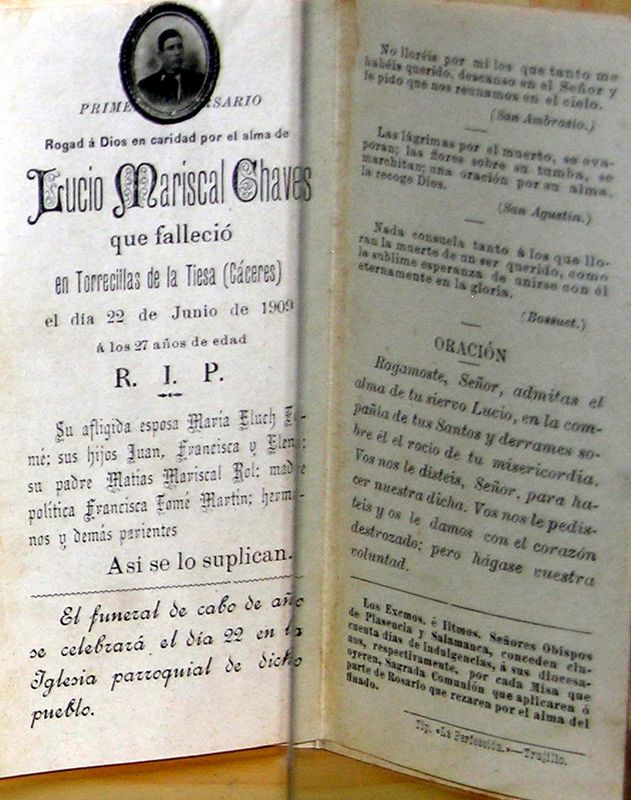 PRIME SARIO
Rogad á Dios en caridad por el alma de
Lucio Mariscal Chaves
que falleció
en Torrecillas de la Tiesa (Cáceres)
el día 22 de Junio de 1909
á los 27 años de edad
R. I. P.
Su afligida esposa María Eluch To-
mé; sus hijos Juan, Francisca y Elena;
su padre Matias Mariscal Rol; madre
política Francisca Tomé Martín; herma-
nos y demás parientes
Asi se lo suplican.
El funeral de cabo de año
se celebrará el día 22 en la
Iglesia parroquial de dicho
pueblo.
No lloréis por mi los que tanto me
habéis querido, descanso en el Señor y
le pido que nos reunamos en el cielo.
(San Ambrosio.)
Las lágrimas por el muerto, se eva-
poran; las flores sobre su tumba, se
marchitan; una oración por su alma,
la recoge Dios.
(San Agustín.)
Nada consuela tanto á los que llo-
ran la muerte de un ser querido, como
la sublime esperanza de unirse con él
eternamente en la gloria.
(Bossuet.)
ORACIÓN
Rogamoste, Señor, admitas el
alma de tu siervo Lucio, en la com-
pañia de tus Santos y derrames so-
bre él el rocio de tu misericordia.
Vos nos le disteis, Señor, para ha-
cer nuestra dicha. Vos nos le pedis-
teis y os le damos con el corazón
destrozado; pero hágase vuestra
voluntad.
Los Excmos. é Iltmos. Señores Obispos
de Plasencia y Salamanca, conceden cin-
cuenta días de indulgencias, á sus diocesa-
nos, respectivamente, por cada Misa que
oyeren, Sagrada Comunión que aplicaren ó
parte de Rosario que rezaren por el alma del
finado.
Tip. «La Perfección.»—Trujillo.